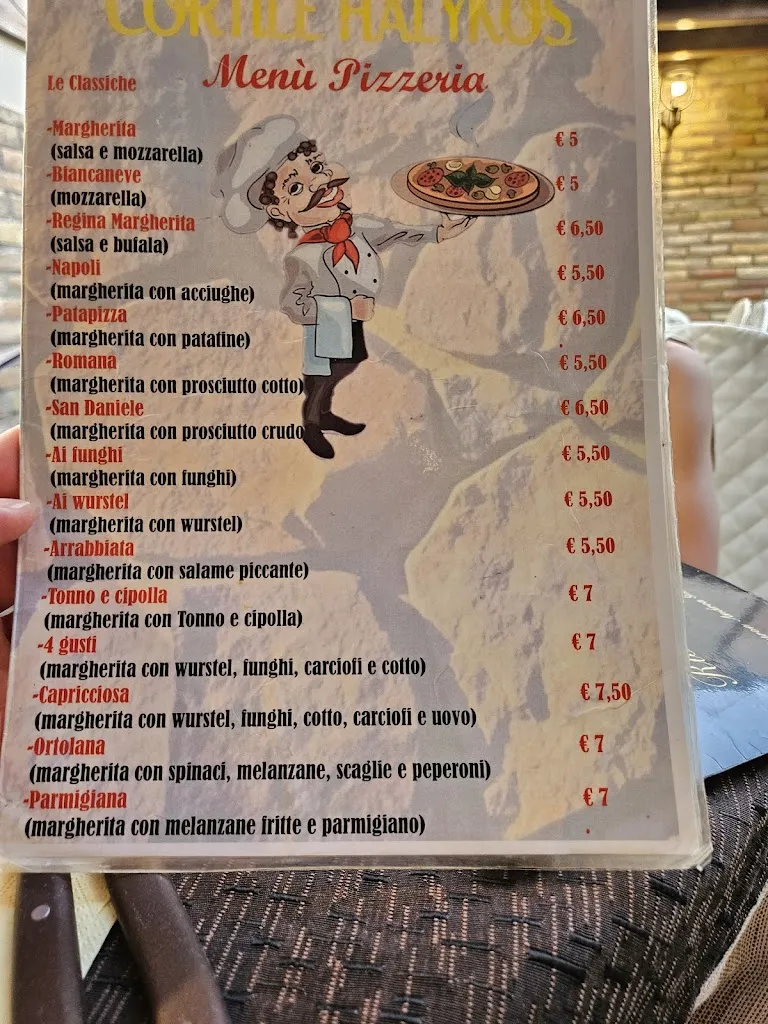 CORTILE HALYKOS
Menù Pizzeria
Le Classiche
-Margherita € 5
(salsa e mozzarella)
-Biancaneve € 5
(mozzarella)
-Regina Margherita € 6,50
(salsa e bufala)
-Napoli € 5,50
(margherita con acciughe)
-Patapizza € 6,50
(margherita con patatine)
-Romana € 5,50
(margherita con prosciutto cotto)
-San Daniele € 6,50
(margherita con prosciutto crudo
-Ai funghi € 5,50
(margherita con funghi)
-Ai wurstel € 5,50
(margherita con wurstel)
-Arrabbiata € 5,50
(margherita con salame piccante)
-Tonno e cipolla € 7
(margherita con Tonno e cipolla)
-4 gusti € 7
(margherita con wurstel, funghi, carciofi e cotto)
-Capricciosa € 7,50
(margherita con wurstel, funghi, cotto, carciofi e uovo)
-Ortolana € 7
(margherita con spinaci, melanzane, scaglie e peperoni)
-Parmigiana € 7
(margherita con melanzane fritte e parmigiano)